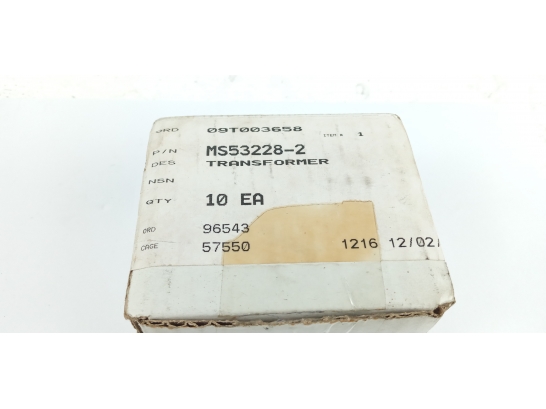 ORD 09T003658 ITEM # 1
P/N MS53228-2
DES TRANSFORMER
NSN
QTY 10 EA
ORD 96543
CAGE 57550 1216 12/02/